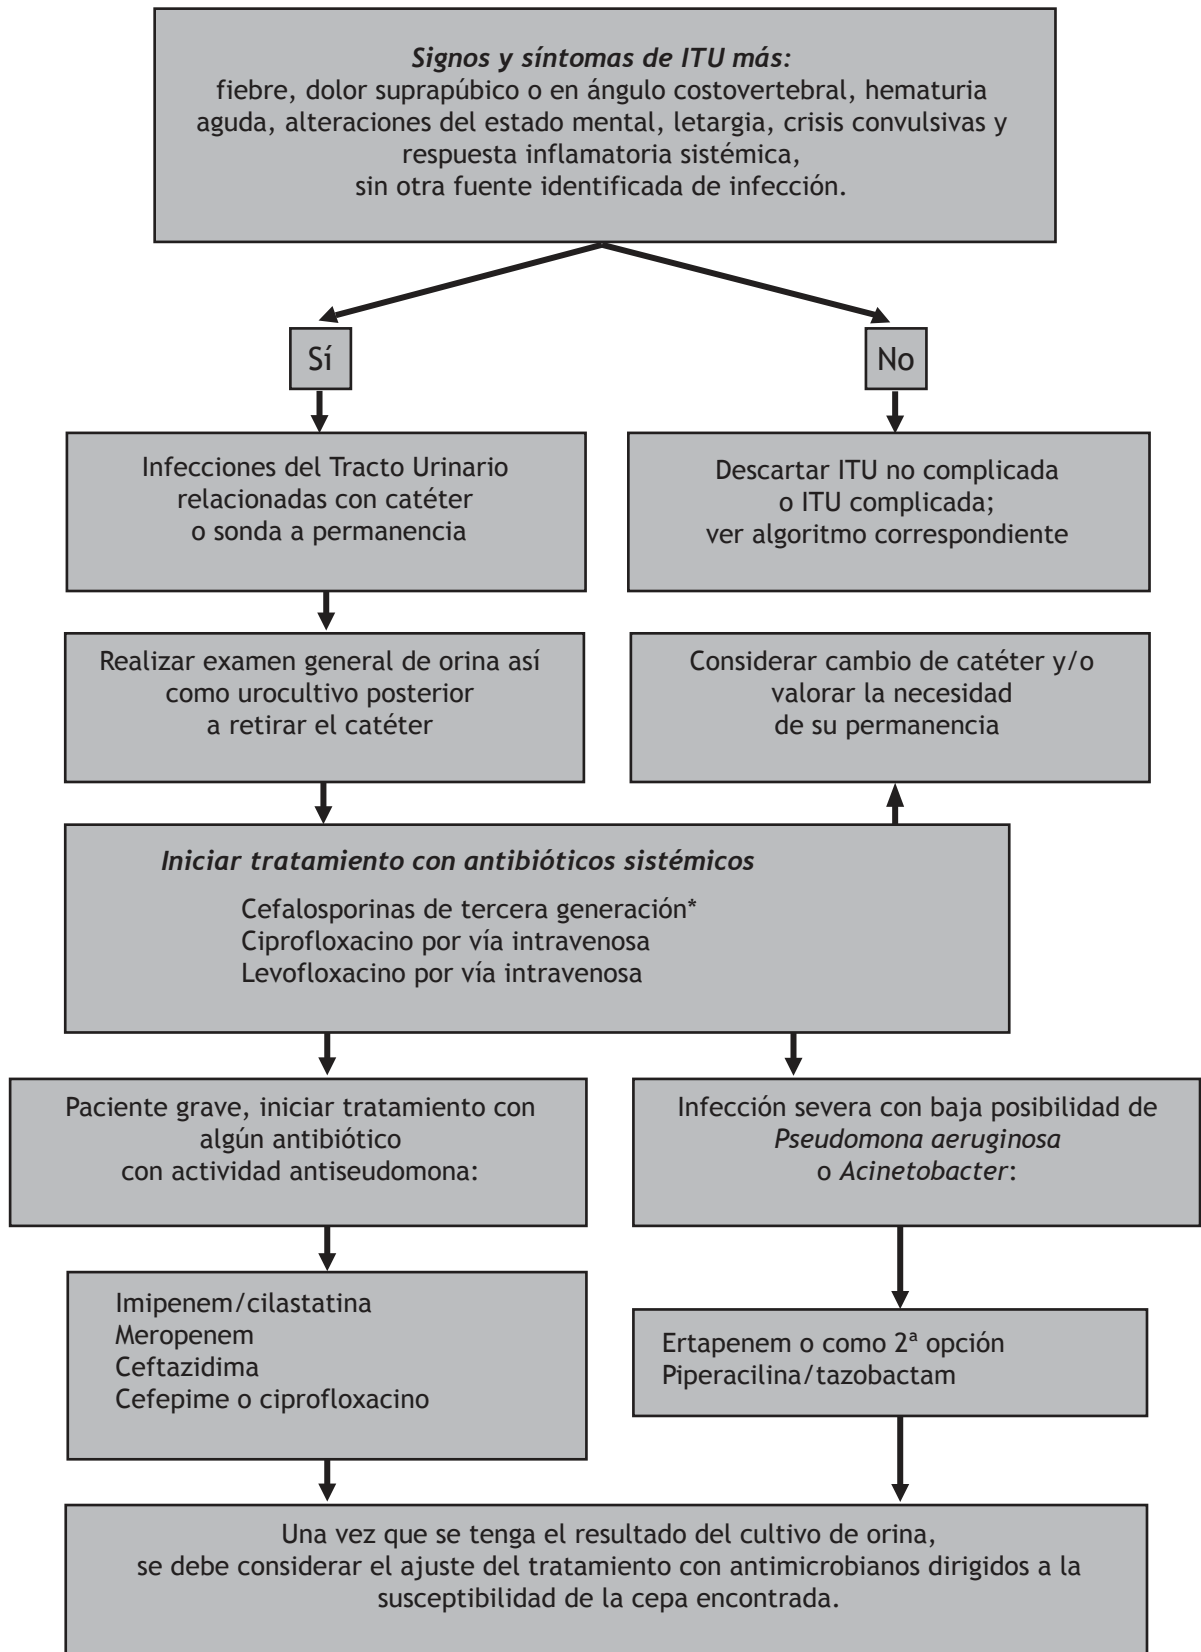 Signos y síntomas de ITU más:
fiebre, dolor suprapúbico o en ángulo costovertebral, hematuria
aguda, alteraciones del estado mental, letargia, crisis convulsivas y
respuesta inflamatoria sistémica,
sin otra fuente identificada de infección.
Sí
No
Infecciones del Tracto Urinario
relacionadas con catéter
o sonda a permanencia
Descartar ITU no complicada
o ITU complicada;
ver algoritmo correspondiente
Realizar examen general de orina así
como urocultivo posterior
a retirar el catéter
Considerar cambio de catéter y/o
valorar la necesidad
de su permanencia
Iniciar tratamiento con antibióticos sistémicos
Cefalosporinas de tercera generación*
Ciprofloxacino por vía intravenosa
Levofloxacino por vía intravenosa
Paciente grave, iniciar tratamiento con
algún antibiótico
con actividad antiseudomona:
Infección severa con baja posibilidad de
Pseudomona aeruginosa
o Acinetobacter:
Imipenem/cilastatina
Meropenem
Ceftazidima
Cefepime o ciprofloxacino
Ertapenem o como 2ª opción
Piperacilina/tazobactam
Una vez que se tenga el resultado del cultivo de orina,
se debe considerar el ajuste del tratamiento con antimicrobianos dirigidos a la
susceptibilidad de la cepa encontrada.